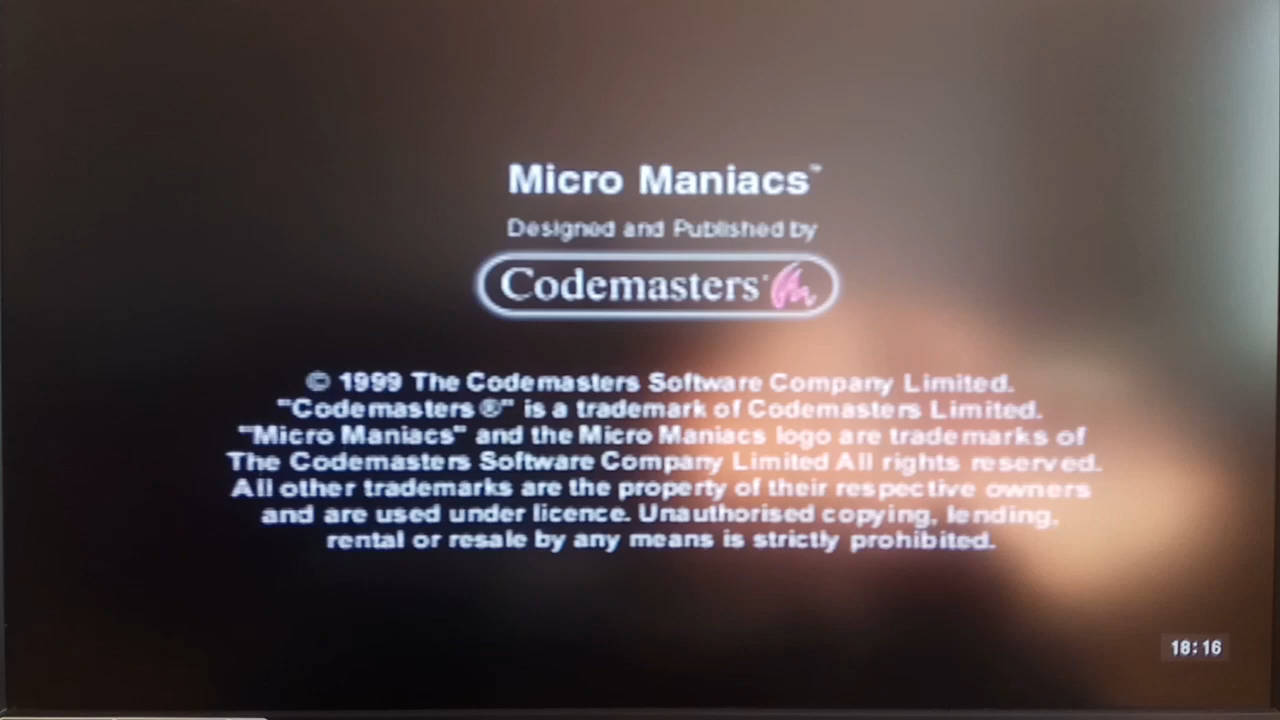 Micro Maniacs™
Designed and Published by
Codemasters
© 1999 The Codemasters Software Company Limited.
"Codemasters ®" is a trademark of Codemasters Limited.
"Micro Maniacs" and the Micro Maniacs logo are trademarks of
The Codemasters Software Company Limited All rights reserved.
All other trademarks are the property of their respective owners
and are used under licence. Unauthorised copying, lending,
rental or resale by any means is strictly prohibited.
18:16